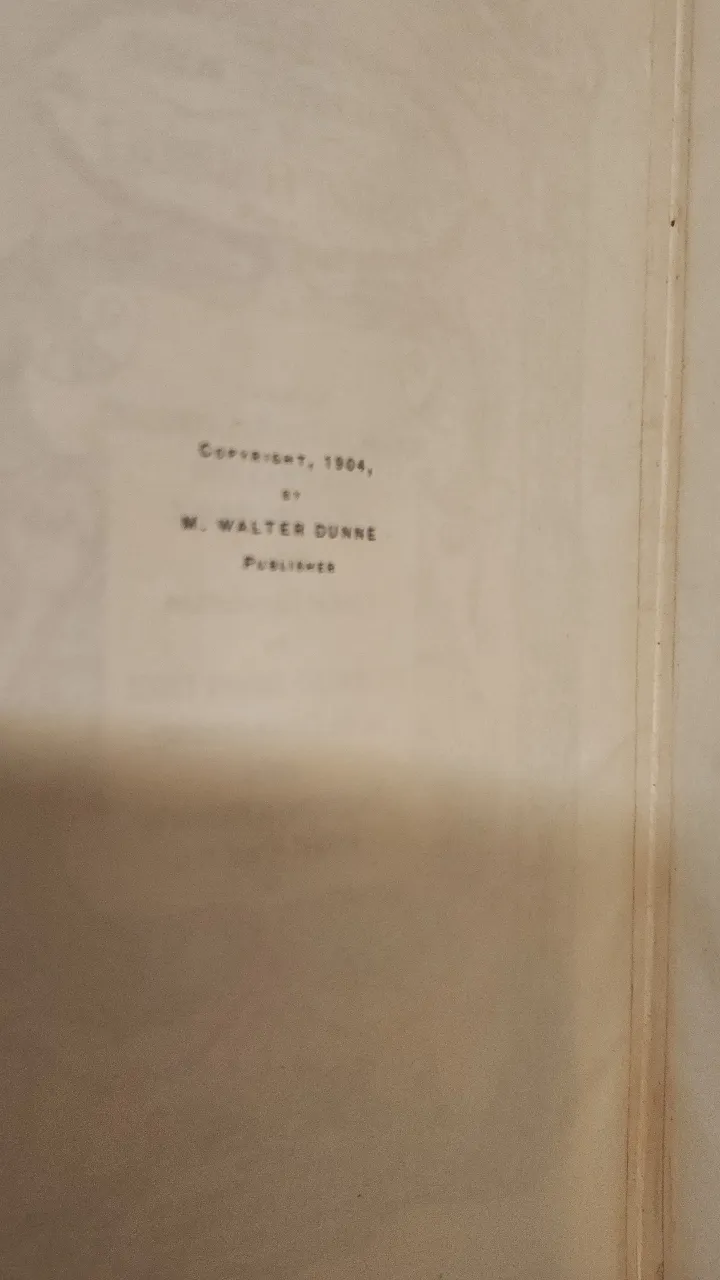 COPYRIGHT, 1904,
BY
M. WALTER DUNNE
PUBLISHER